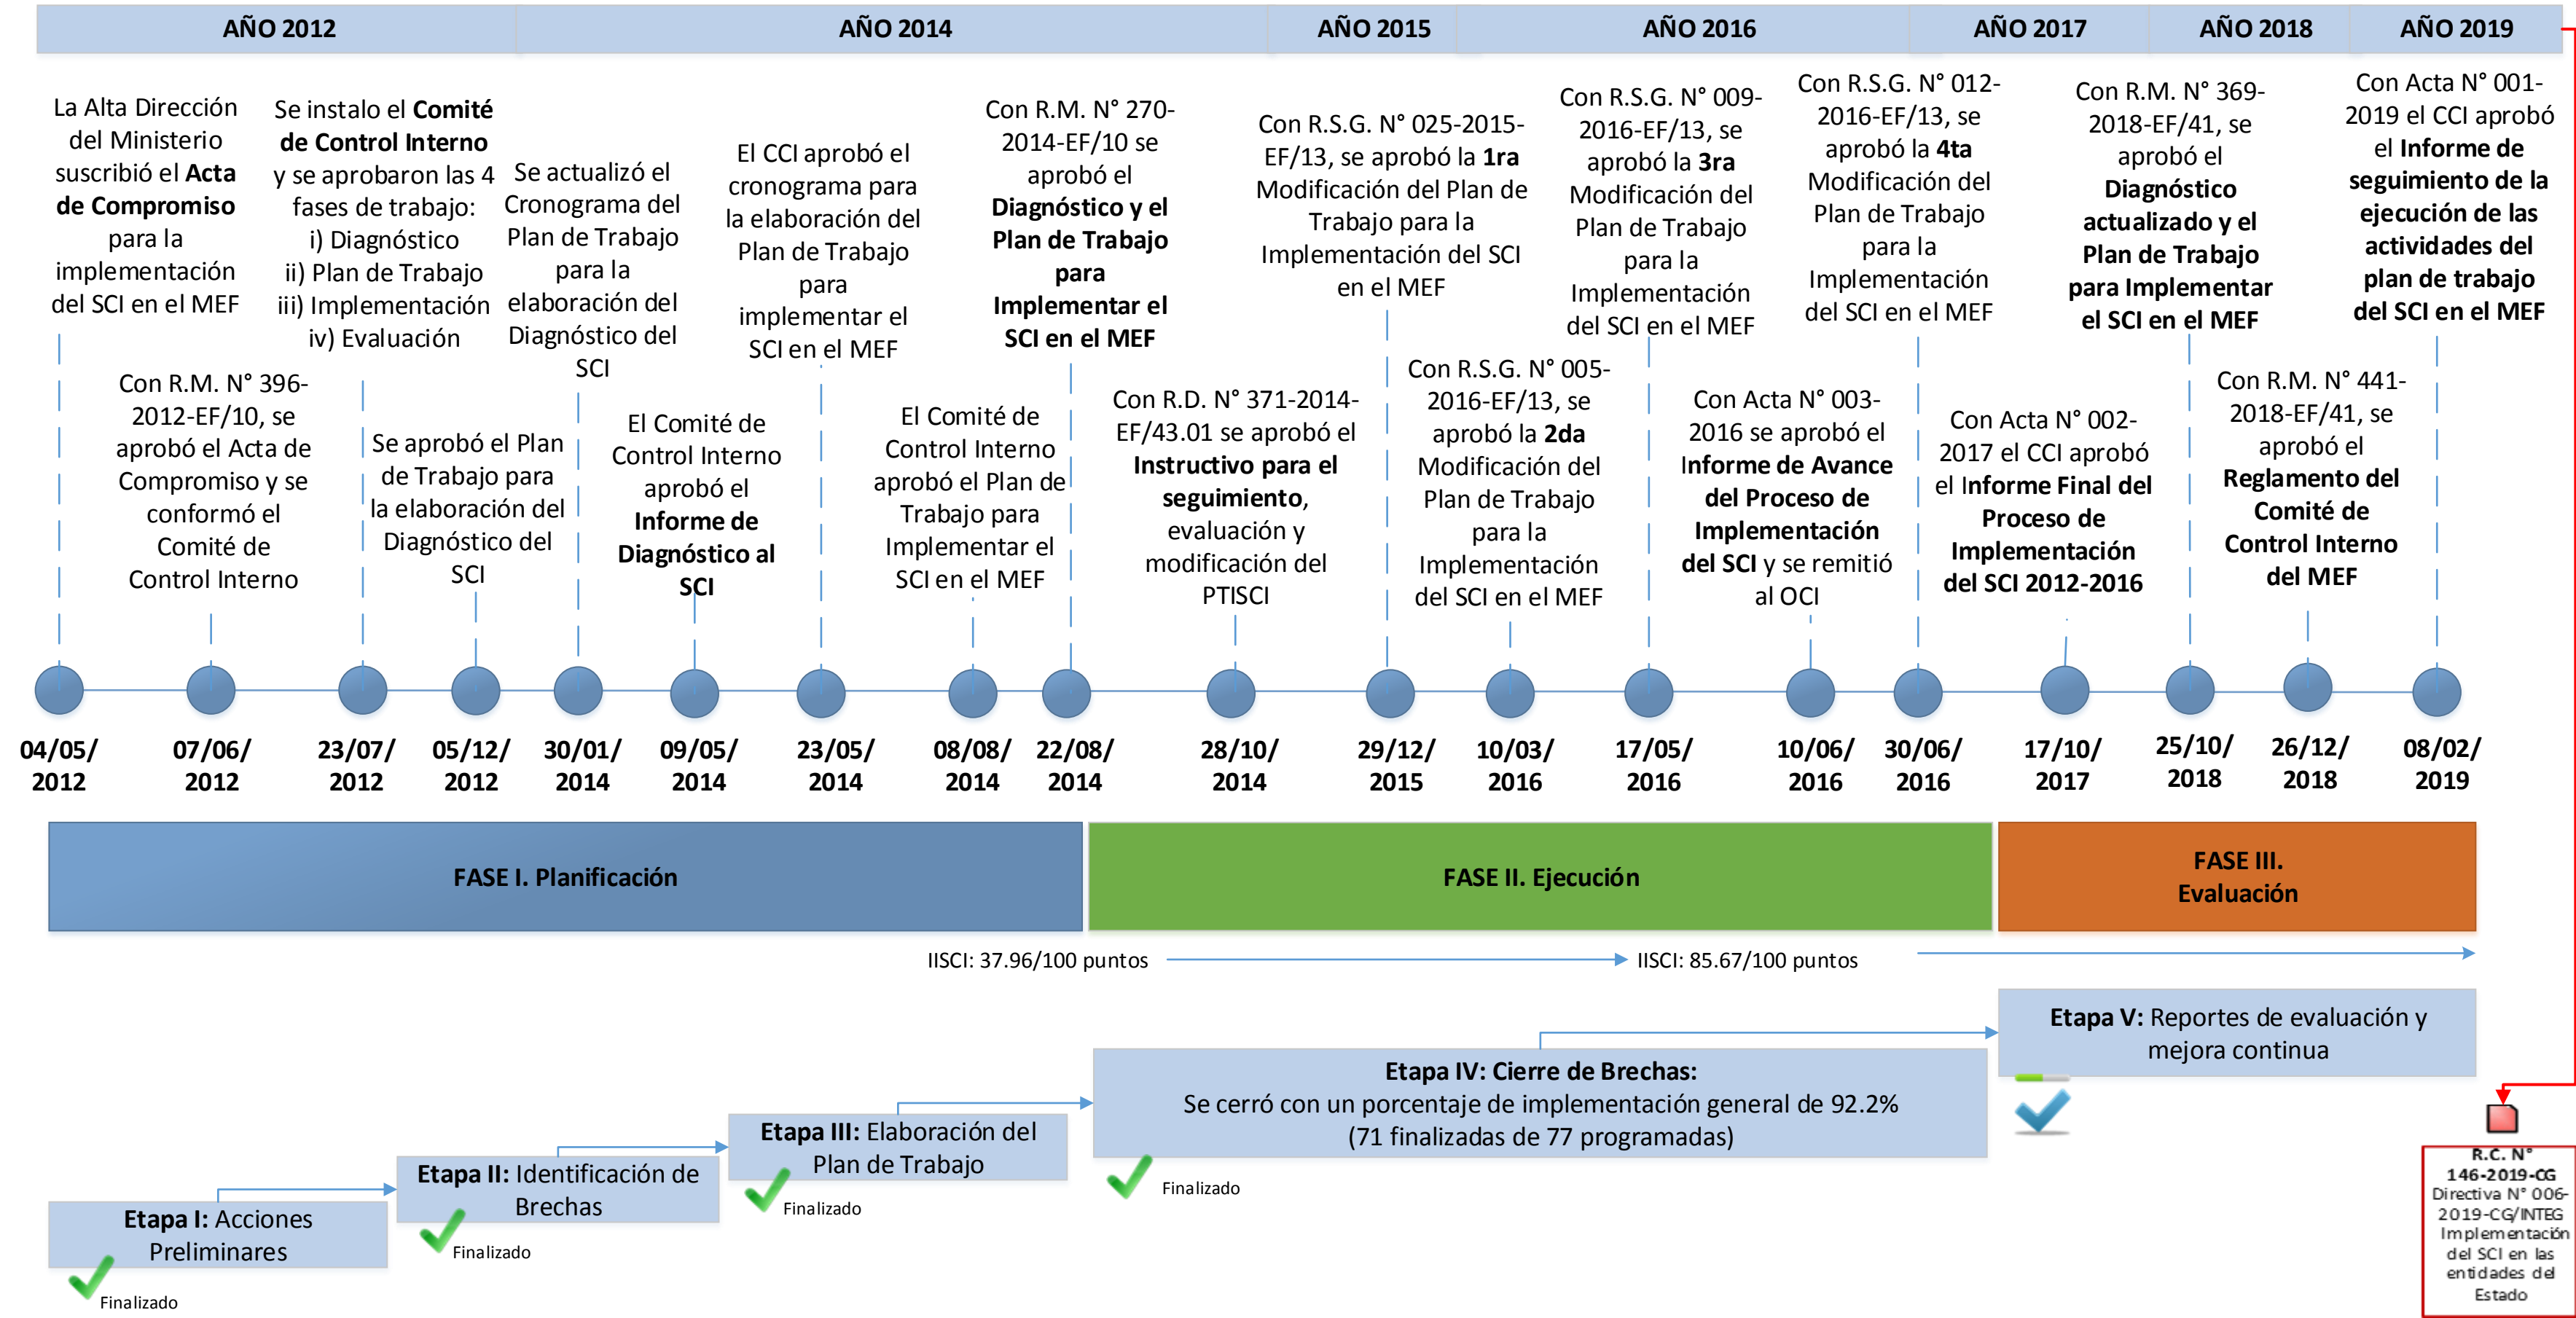 AÑO 2012
AÑO 2014
AÑO 2015
AÑO 2016
AÑO 2017
AÑO 2018
AÑO 2019
La Alta Dirección
del Ministerio
suscribió el Acta
de Compromiso
para la
implementación
del SCI en el MEF
Con R.M. N° 396-
2012-EF/10, se
aprobó el Acta de
Compromiso y se
conformó el
Comité de
Control Interno
Se instalo el Comité
de Control Interno
y se aprobaron las 4
fases de trabajo:
i) Diagnóstico
ii) Plan de Trabajo
iii) Implementación
iv) Evaluación
Se aprobó el Plan
de Trabajo para
la elaboración del
Diagnóstico del
SCI
Se actualizó el
Cronograma del
Plan de Trabajo
para la
elaboración del
Diagnóstico del
SCI
El Comité de
Control Interno
aprobó el
Informe de
Diagnóstico al
SCI
El CCI aprobó el
cronograma para
la elaboración del
Plan de Trabajo
para
implementar el
SCI en el MEF
El Comité de
Control Interno
aprobó el Plan de
Trabajo para
Implementar el
SCI en el MEF
Con R.M. N° 270-
2014-EF/10 se
aprobó el
Diagnóstico y el
Plan de Trabajo
para
Implementar el
SCI en el MEF
Con R.D. N° 371-2014-
EF/43.01 se aprobó el
Instructivo para el
seguimiento,
evaluación y
modificación del
PTISCI
Con R.S.G. N° 025-2015-
EF/13, se aprobó la 1ra
Modificación del Plan de
Trabajo para la
Implementación del SCI
en el MEF
Con R.S.G. N° 005-
2016-EF/13, se
aprobó la 2da
Modificación del
Plan de Trabajo
para la
Implementación
del SCI en el MEF
Con R.S.G. N° 009-
2016-EF/13, se
aprobó la 3ra
Modificación del
Plan de Trabajo
para la
Implementación
del SCI en el MEF
Con Acta N° 003-
2016 se aprobó el
Informe de Avance
del Proceso de
Implementación
del SCI y se remitió
al OCI
Con R.S.G. N° 012-
2016-EF/13, se
aprobó la 4ta
Modificación del
Plan de Trabajo
para la
Implementación
del SCI en el MEF
Con Acta N° 002-
2017 el CCI aprobó
el Informe Final del
Proceso de
Implementación
del SCI 2012-2016
Con R.M. N° 369-
2018-EF/41, se
aprobó el
Diagnóstico
actualizado y el
Plan de Trabajo
para Implementar
el SCI en el MEF
Con R.M. N° 441-
2018-EF/41, se
aprobó el
Reglamento del
Comité de
Control Interno
del MEF
Con Acta N° 001-
2019 el CCI aprobó
el Informe de
seguimiento de la
ejecución de las
actividades del
plan de trabajo
del SCI en el MEF
04/05/
2012
07/06/
2012
23/07/
2012
05/12/
2012
30/01/
2014
09/05/
2014
23/05/
2014
08/08/
2014
22/08/
2014
28/10/
2014
29/12/
2015
10/03/
2016
17/05/
2016
10/06/
2016
30/06/
2016
17/10/
2017
25/10/
2018
26/12/
2018
08/02/
2019
FASE I. Planificación
FASE II. Ejecución
FASE III.
Evaluación
IISCI: 37.96/100 puntos
IISCI: 85.67/100 puntos
Etapa I: Acciones
Preliminares
Finalizado
Etapa II: Identificación de
Brechas
Finalizado
Etapa III: Elaboración del
Plan de Trabajo
Finalizado
Etapa IV: Cierre de Brechas:
Se cerró con un porcentaje de implementación general de 92.2%
(71 finalizadas de 77 programadas)
Finalizado
Etapa V: Reportes de evaluación y
mejora continua
R.C. N°
146-2019-CG
Directiva N° 006-
2019-CG/INTEG
Implementación
del SCI en las
entidades del
Estado